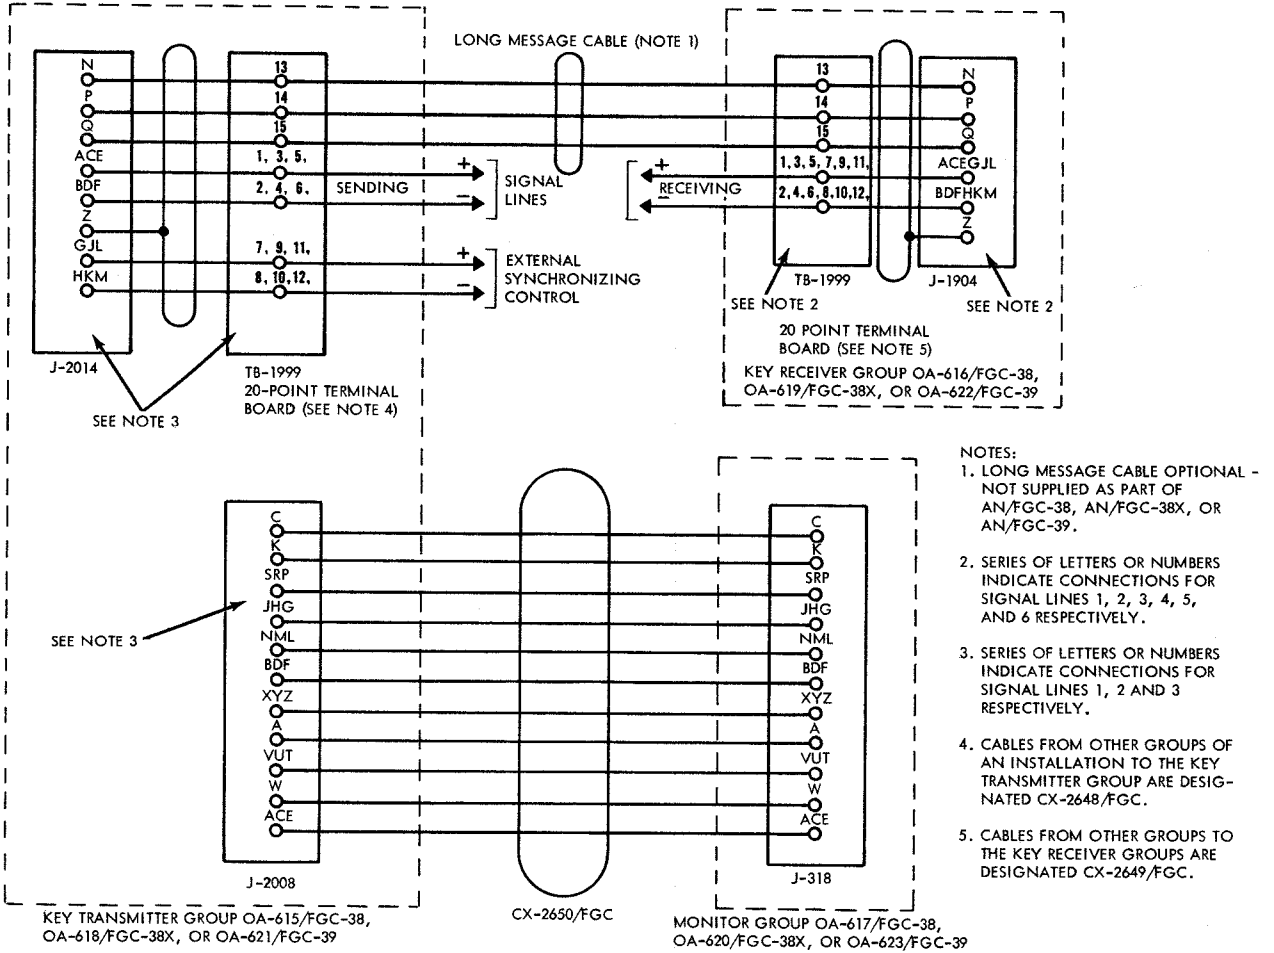 LONG MESSAGE CABLE (NOTE 1)
N
P
Q
ACE
BDF
Z
GJL
HKM
J-2014
SEE NOTE 3
13
14
15
1, 3, 5,
2, 4, 6,
7, 9, 11,
8, 10, 12,
TB-1999
20-POINT TERMINAL
BOARD (SEE NOTE 4)
SENDING
+
−
SIGNAL
LINES
+
−
EXTERNAL
SYNCHRONIZING
CONTROL
+
RECEIVING
−
13
14
15
1, 3, 5, 7, 9, 11,
2, 4, 6, 8, 10, 12,
TB-1999
SEE NOTE 2
N
P
Q
ACEGJL
BDFHKM
Z
J-1904
SEE NOTE 2
20 POINT TERMINAL
BOARD (SEE NOTE 5)
KEY RECEIVER GROUP OA-616/FGC-38,
OA-619/FGC-38X, OR OA-622/FGC-39
SEE NOTE 3
C
K
SRP
JHG
NML
BDF
XYZ
A
VUT
W
ACE
J-2008
CX-2650/FGC
C
K
SRP
JHG
NML
BDF
XYZ
A
VUT
W
ACE
J-318
KEY TRANSMITTER GROUP OA-615/FGC-38,
OA-618/FGC-38X, OR OA-621/FGC-39
MONITOR GROUP OA-617/FGC-38,
OA-620/FGC-38X, OR OA-623/FGC-39
NOTES:
1. LONG MESSAGE CABLE OPTIONAL -
NOT SUPPLIED AS PART OF
AN/FGC-38, AN/FGC-38X, OR
AN/FGC-39.
2. SERIES OF LETTERS OR NUMBERS
INDICATE CONNECTIONS FOR
SIGNAL LINES 1, 2, 3, 4, 5,
AND 6 RESPECTIVELY.
3. SERIES OF LETTERS OR NUMBERS
INDICATE CONNECTIONS FOR
SIGNAL LINES 1, 2 AND 3
RESPECTIVELY.
4. CABLES FROM OTHER GROUPS OF
AN INSTALLATION TO THE KEY
TRANSMITTER GROUP ARE DESIG-
NATED CX-2648/FGC.
5. CABLES FROM OTHER GROUPS TO
THE KEY RECEIVER GROUPS ARE
DESIGNATED CX-2649/FGC.